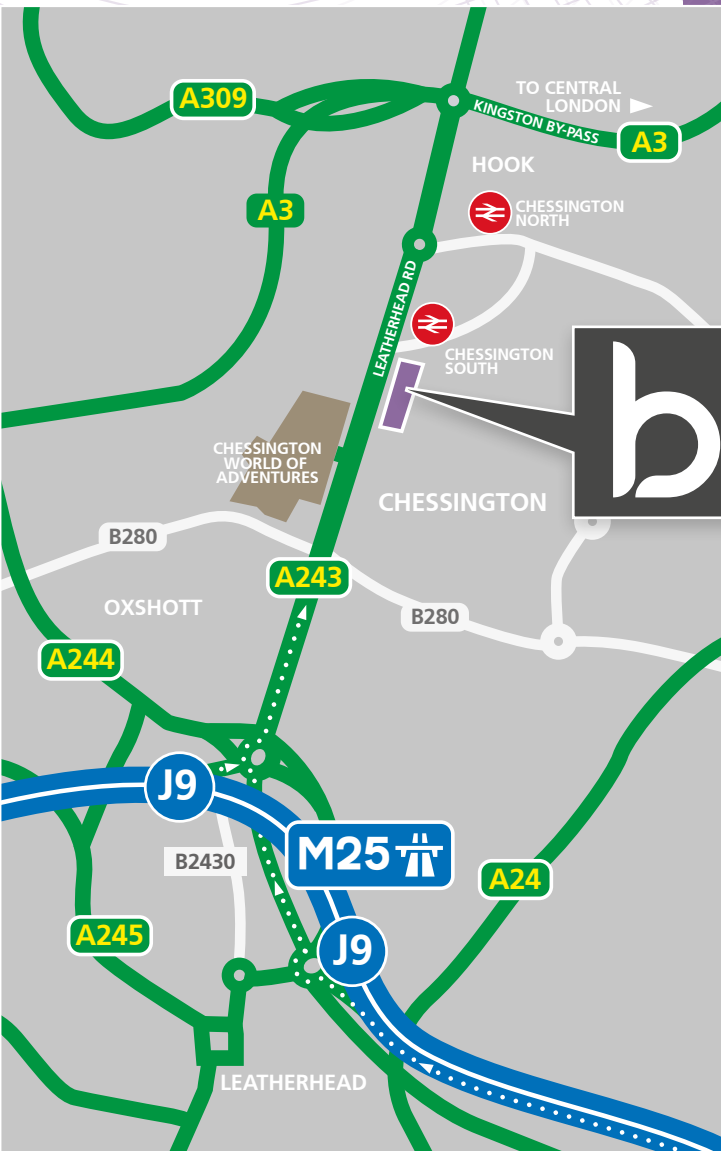 A309
TO CENTRAL
LONDON
KINGSTON BY-PASS
A3
HOOK
A3
CHESSINGTON
NORTH
LEATHERHEAD RD
CHESSINGTON
SOUTH
b
CHESSINGTON
WORLD OF
ADVENTURES
CHESSINGTON
B280
A243
OXSHOTT
B280
A244
J9
M25
B2430
A24
A245
J9
LEATHERHEAD